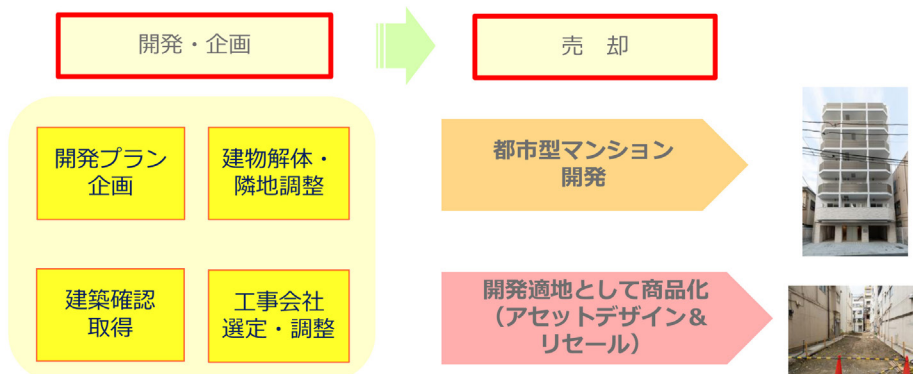 開発・企画
売　却
開発プラン
企画
建物解体・
隣地調整
建築確認
取得
工事会社
選定・調整
都市型マンション
開発
開発適地として商品化
（アセットデザイン＆
リセール）